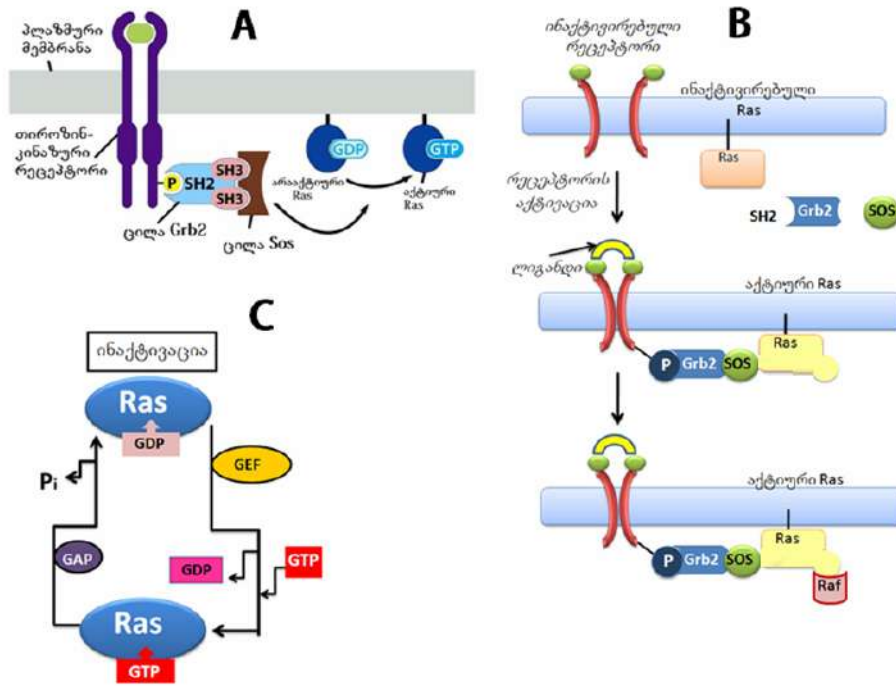 A
პლაზმური
მემბრანა
თიროზინ-
კინაზური
რეცეპტორი
P
SH2
SH3
SH3
GDP
GTP
არააქტიური
Ras
აქტიური
Ras
ცილა Grb2
ცილა Sos
B
ინაქტივირებული
რეცეპტორი
ინაქტივირებული
Ras
Ras
რეცეპტორის
აქტივაცია
SH2
Grb2
SOS
ლიგანდი
აქტიური Ras
Ras
P
Grb2
SOS
აქტიური Ras
Ras
P
Grb2
SOS
Raf
C
ინაქტივაცია
Ras
GDP
Pi
GEF
GAP
GDP
GTP
Ras
GTP